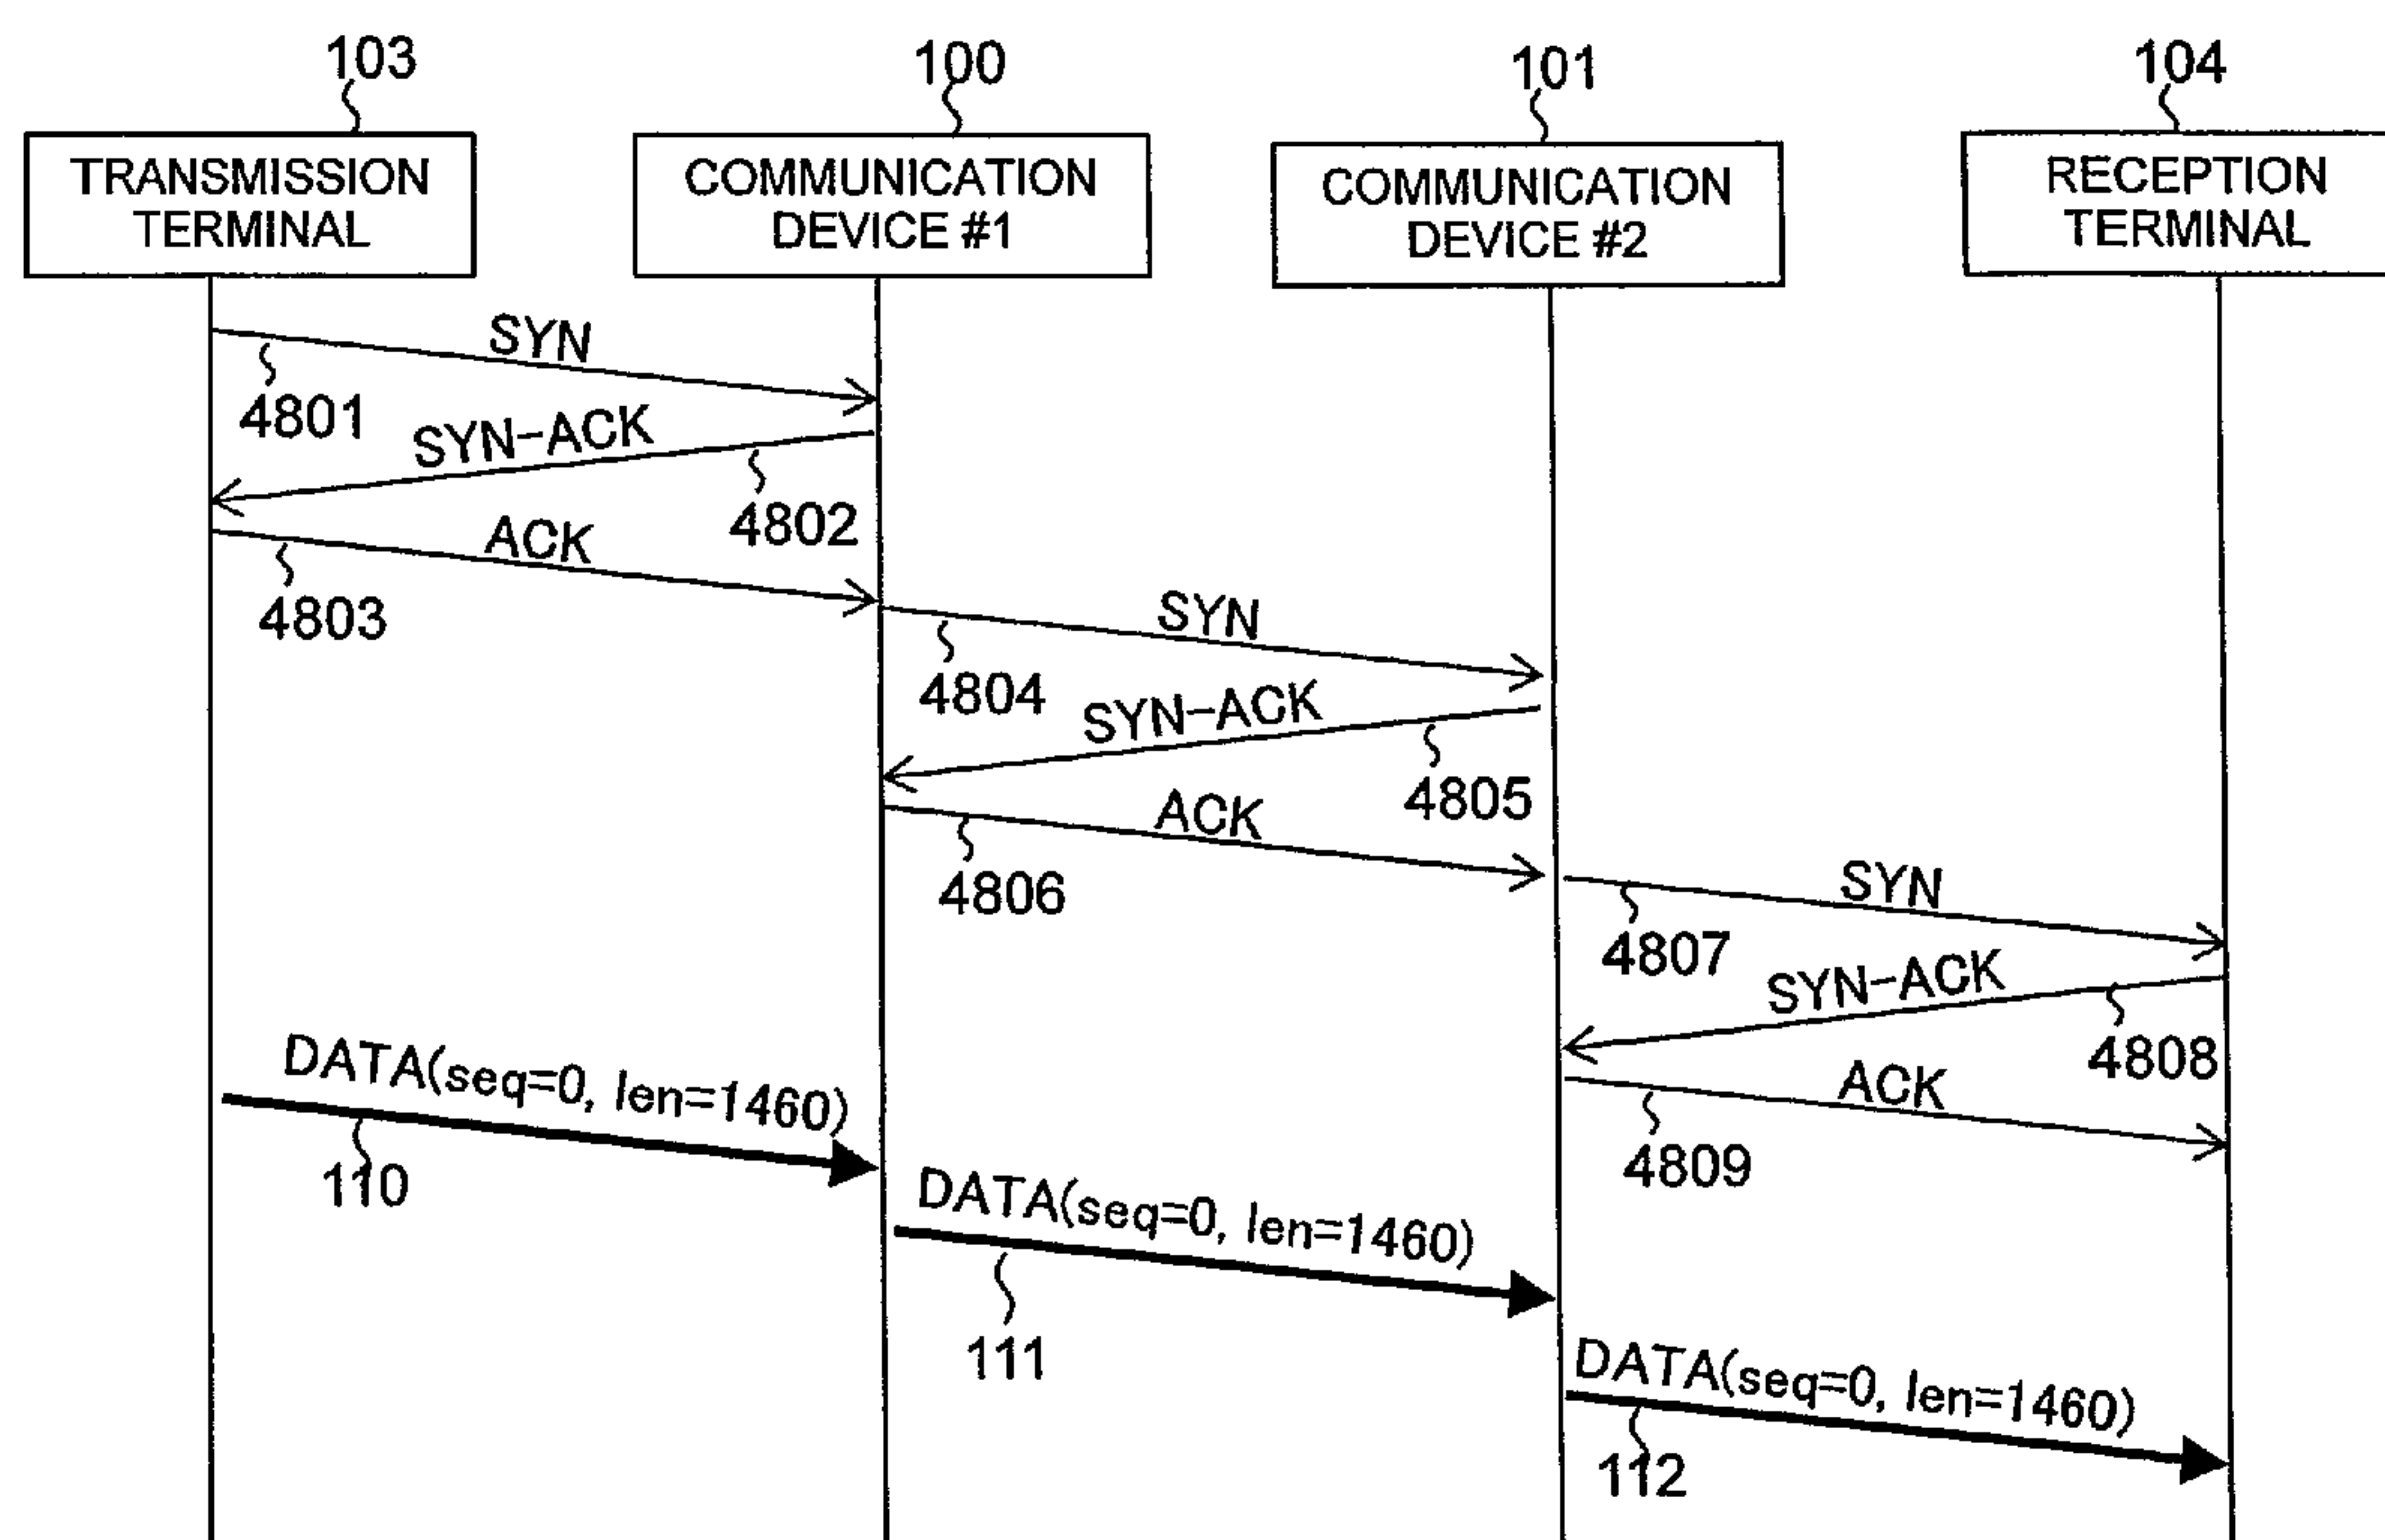 103
100
101
104
TRANSMISSION
TERMINAL
COMMUNICATION
DEVICE #1
COMMUNICATION
DEVICE #2
RECEPTION
TERMINAL
SYN
4801
SYN-ACK
4802
ACK
4803
SYN
4804
SYN-ACK
4805
ACK
4806
SYN
4807
SYN-ACK
4808
ACK
4809
DATA(seq=0, len=1460)
110
DATA(seq=0, len=1460)
111
DATA(seq=0, len=1460)
112